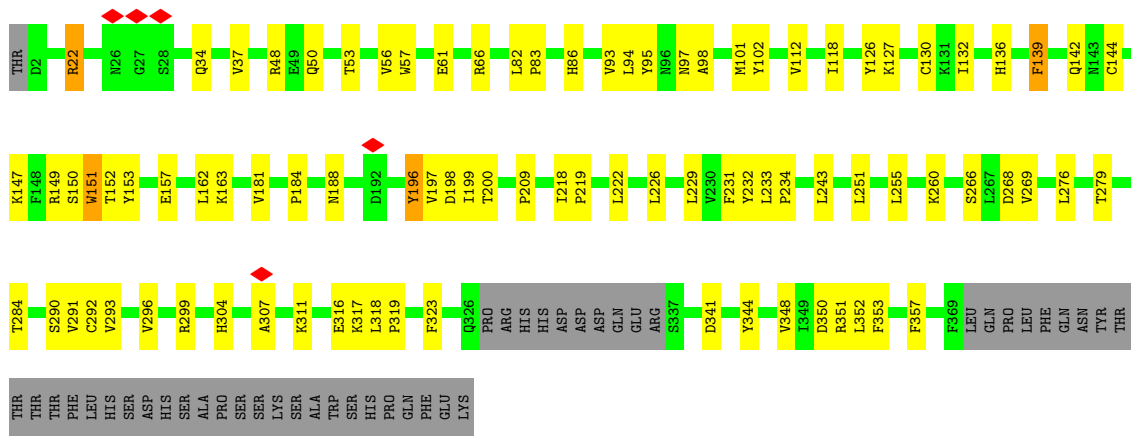 THR D2 R22 N26 G27 S28 Q34 V37 R48 E49 Q50 T53 V56 W57 E61 R66 L82 P83 H86 V93 L94 Y95 N96 N97 A98 M101 Y102 V112 I118 Y126 K127 C130 K131 I132 H136 F139 Q142 N143 C144
K147 F148 R149 S150 W151 T152 Y153 E157 L162 K163 V181 P184 N188 D192 Y196 V197 D198 I199 T200 P209 I218 P219 L222 L226 L229 V230 F231 Y232 L233 P234 L243 L251 L255 K260 S266 L267 D268 V269 L276 T279
T284 S290 V291 C292 V293 V296 R299 H304 A307 K311 E316 K317 L318 P319 F323 Q326 PRO ARG HIS HIS ASP ASP ASP GLN GLU ARG S337 D341 Y344 V348 I349 D350 R351 L352 F353 F357 F369 LEU GLN PRO LEU PHE GLN ASN TYR THR
THR THR THR PHE LEU HIS SER ASP HIS SER ALA PRO SER SER LYS SER ALA TRP SER HIS PRO GLN PHE GLU LYS